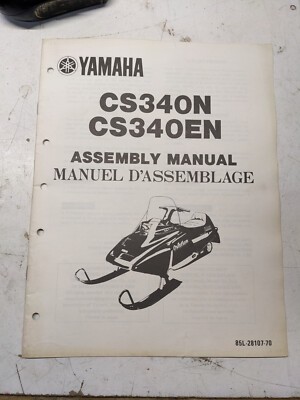 YAMAHA
CS340N
CS340EN
ASSEMBLY MANUAL
MANUEL D'ASSEMBLAGE
85L-28107-70